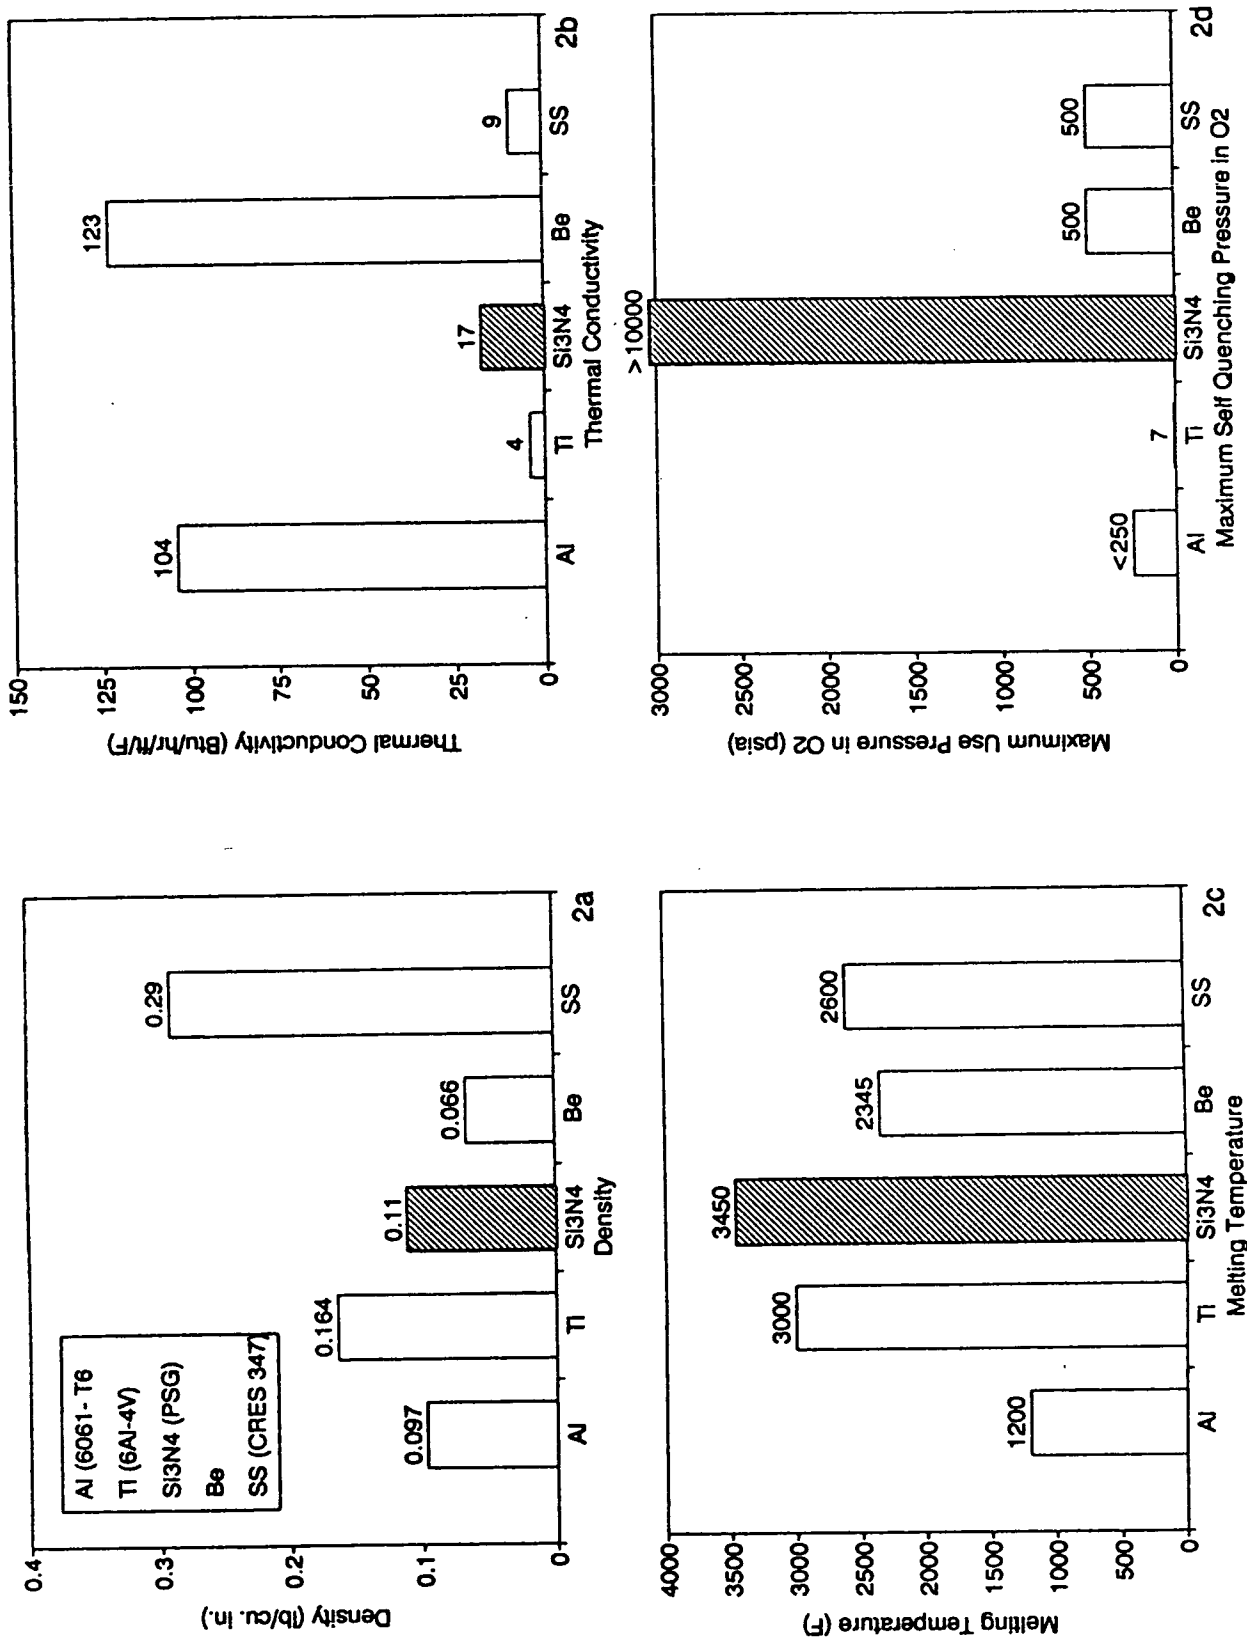 0.4
0.3
0.2
0.1
0
Density (lb/cu. in.)
Al (6061- T6
Ti (6Al-4V)
Si3N4 (PSG)
Be
SS (CRES 347)
0.097
0.164
0.11
0.066
0.29
Al Ti Si3N4 Be SS
Density
2a
150
125
100
75
50
25
0
Thermal Conductivity (Btu/hr/ft/F)
104
4
17
123
9
Al Ti Si3N4 Be SS
Thermal Conductivity
2b
4000
3500
3000
2500
2000
1500
1000
500
0
Melting Temperature (F)
1200
3000
3450
2345
2600
Al Ti Si3N4 Be SS
Melting Temperature
2c
3000
2500
2000
1500
1000
500
0
Maximum Use Pressure in O2 (psia)
<250
7
>10000
500
500
Al Ti Si3N4 Be SS
Maximum Self Quenching Pressure in O2
2d